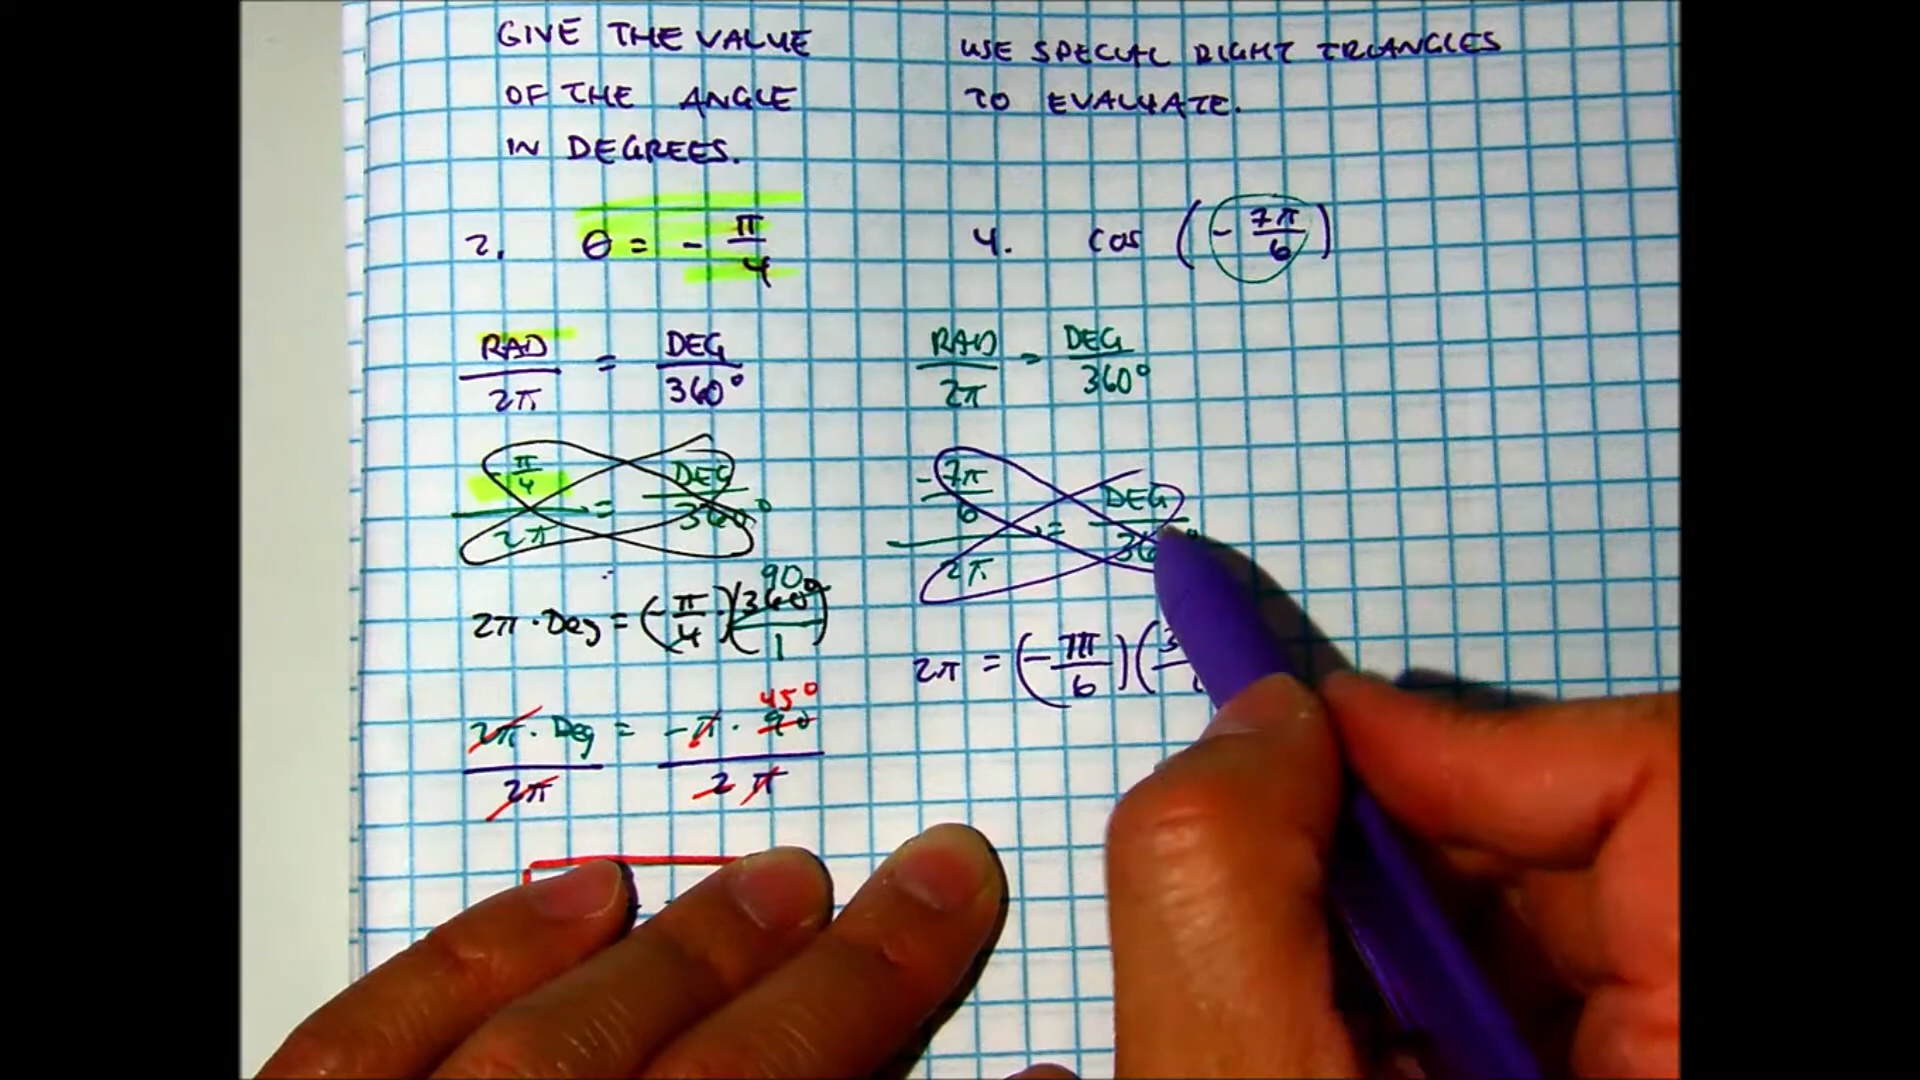 GIVE THE VALUE
OF THE ANGLE
IN DEGREES.
2. θ = - π/4
RAD/2π = DEG/360°
- π/4 / 2π = DEG/360°
2π · Deg = (- π/4 ·)(360°/1) 90
2π · Deg / 2π = -π · 90 / 2π 45°
USE SPECIAL RIGHT TRIANGLES
TO EVALUATE.
4. cos (- 7π/6)
RAD/2π = DEG/360°
- 7π/6 / 2π = DEG
2π = (- 7π/6)(